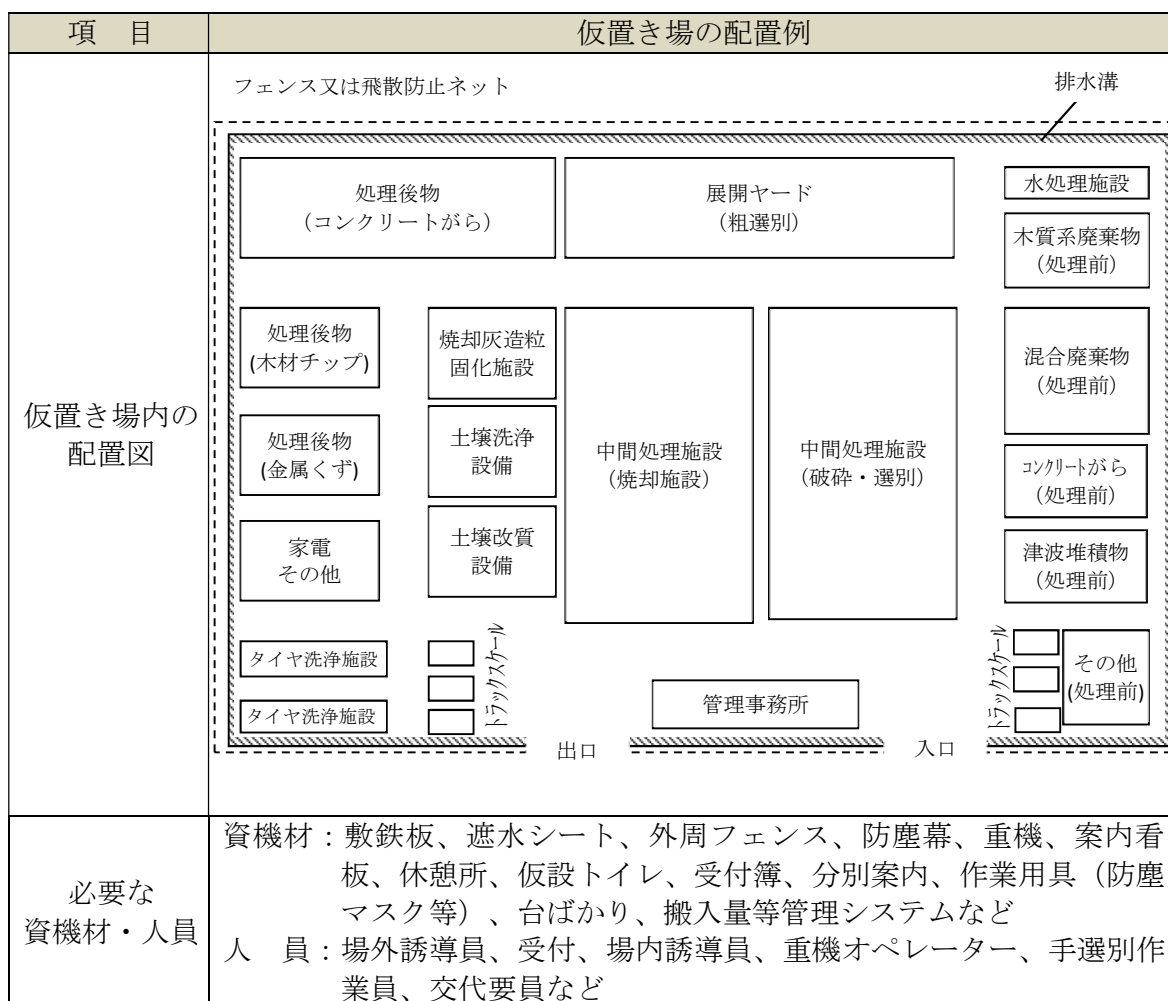 項　目
仮置き場の配置例
フェンス又は飛散防止ネット
排水溝
処理後物
（コンクリートがら）
展開ヤード
（粗選別）
水処理施設
木質系廃棄物
（処理前）
仮置き場内の
配置図
処理後物
(木材チップ)
焼却灰造粒
固化施設
中間処理施設
（焼却施設）
中間処理施設
（破砕・選別）
混合廃棄物
（処理前）
処理後物
(金属くず)
土壌洗浄
設備
コンクリートがら
（処理前）
家電
その他
土壌改質
設備
津波堆積物
（処理前）
タイヤ洗浄施設
タイヤ洗浄施設
トラックスケール
管理事務所
トラックスケール
その他
(処理前)
出口
入口
必要な
資機材・人員
資機材：敷鉄板、遮水シート、外周フェンス、防塵幕、重機、案内看
板、休憩所、仮設トイレ、受付簿、分別案内、作業用具（防塵
マスク等）、台ばかり、搬入量等管理システムなど
人　員：場外誘導員、受付、場内誘導員、重機オペレーター、手選別作
業員、交代要員など